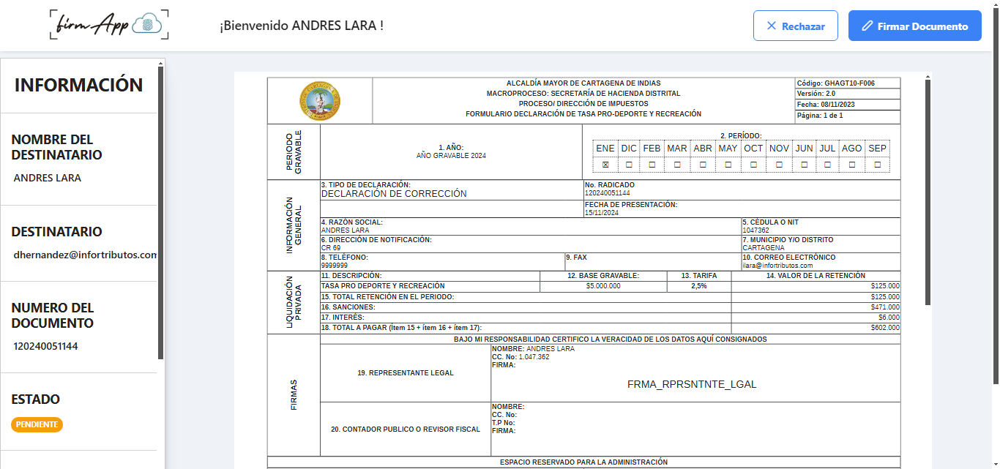 firmApp
¡Bienvenido ANDRES LARA !
Rechazar
Firmar Documento
INFORMACIÓN
NOMBRE DEL
DESTINATARIO
ANDRES LARA
DESTINATARIO
dhernandez@infortributos.com
NUMERO DEL
DOCUMENTO
120240051144
ESTADO
PENDIENTE
ALCALDÍA MAYOR DE CARTAGENA DE INDIAS
MACROPROCESO: SECRETARÍA DE HACIENDA DISTRITAL
PROCESO/ DIRECCIÓN DE IMPUESTOS
FORMULARIO DECLARACIÓN DE TASA PRO-DEPORTE Y RECREACIÓN
Código: GHAGT10-F006
Versión: 2.0
Fecha: 08/11/2023
Página: 1 de 1
PERIODO
GRAVABLE
1. AÑO:
AÑO GRAVABLE 2024
2. PERÍODO:
ENE DIC FEB MAR ABR MAY OCT NOV JUN JUL AGO SEP
☒ ☐ ☐ ☐ ☐ ☐ ☐ ☐ ☐ ☐ ☐ ☐
INFORMACIÓN
GENERAL
3. TIPO DE DECLARACIÓN:
DECLARACIÓN DE CORRECCIÓN
No. RADICADO
120240051144
FECHA DE PRESENTACIÓN:
15/11/2024
4. RAZÓN SOCIAL:
ANDRES LARA
5. CÉDULA O NIT
1047362
6. DIRECCIÓN DE NOTIFICACIÓN:
CR 69
7. MUNICIPIO Y/O DISTRITO
CARTAGENA
8. TELÉFONO:
9999999
9. FAX
10. CORREO ELECTRÓNICO
ilara@infortributos.com
LIQUIDACIÓN
PRIVADA
11. DESCRIPCIÓN: 12. BASE GRAVABLE: 13. TARIFA 14. VALOR DE LA RETENCIÓN
TASA PRO DEPORTE Y RECREACIÓN $5.000.000 2,5% $125.000
15. TOTAL RETENCIÓN EN EL PERIODO: $125.000
16. SANCIONES: $471.000
17. INTERÉS: $6.000
18. TOTAL A PAGAR (Ítem 15 + ítem 16 + ítem 17): $602.000
FIRMAS
BAJO MI RESPONSABILIDAD CERTIFICO LA VERACIDAD DE LOS DATOS AQUÍ CONSIGNADOS
19. REPRESENTANTE LEGAL
NOMBRE: ANDRES LARA
CC. No: 1.047.362
FIRMA:
FRMA_RPRSNTNTE_LGAL
20. CONTADOR PUBLICO O REVISOR FISCAL
NOMBRE:
CC. No:
T.P No:
FIRMA:
ESPACIO RESERVADO PARA LA ADMINISTRACIÓN